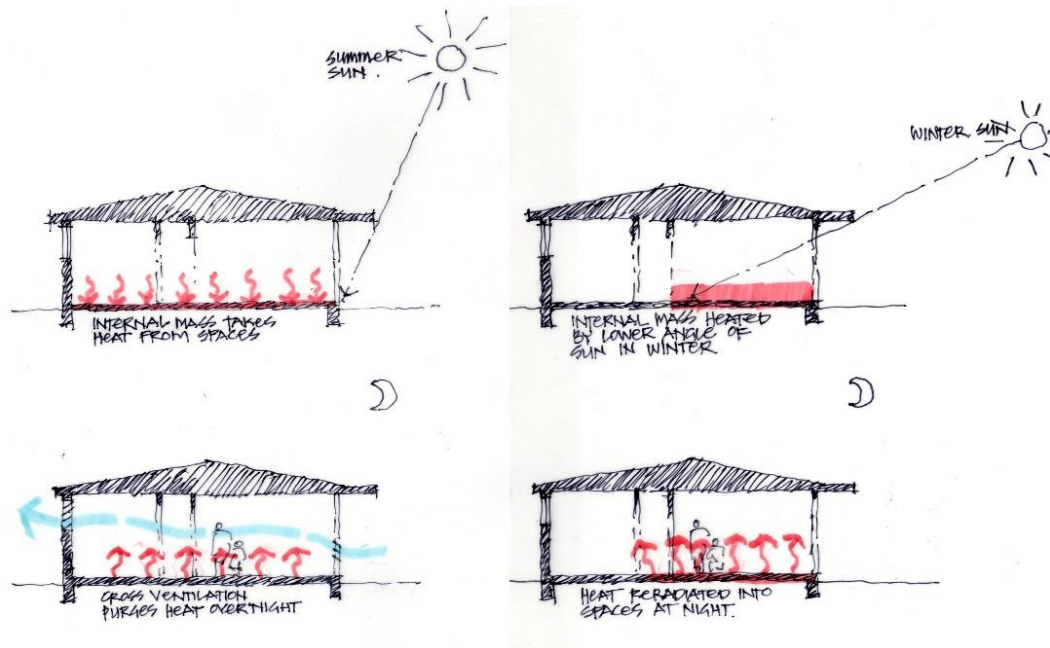 SUMMER
SUN.
WINTER SUN
INTERNAL MASS TAKES
HEAT FROM SPACES
INTERNAL MASS HEATED
BY LOWER ANGLE OF
SUN IN WINTER
CROSS VENTILATION
PURGES HEAT OVERNIGHT
HEAT RERADIATED INTO
SPACES AT NIGHT.